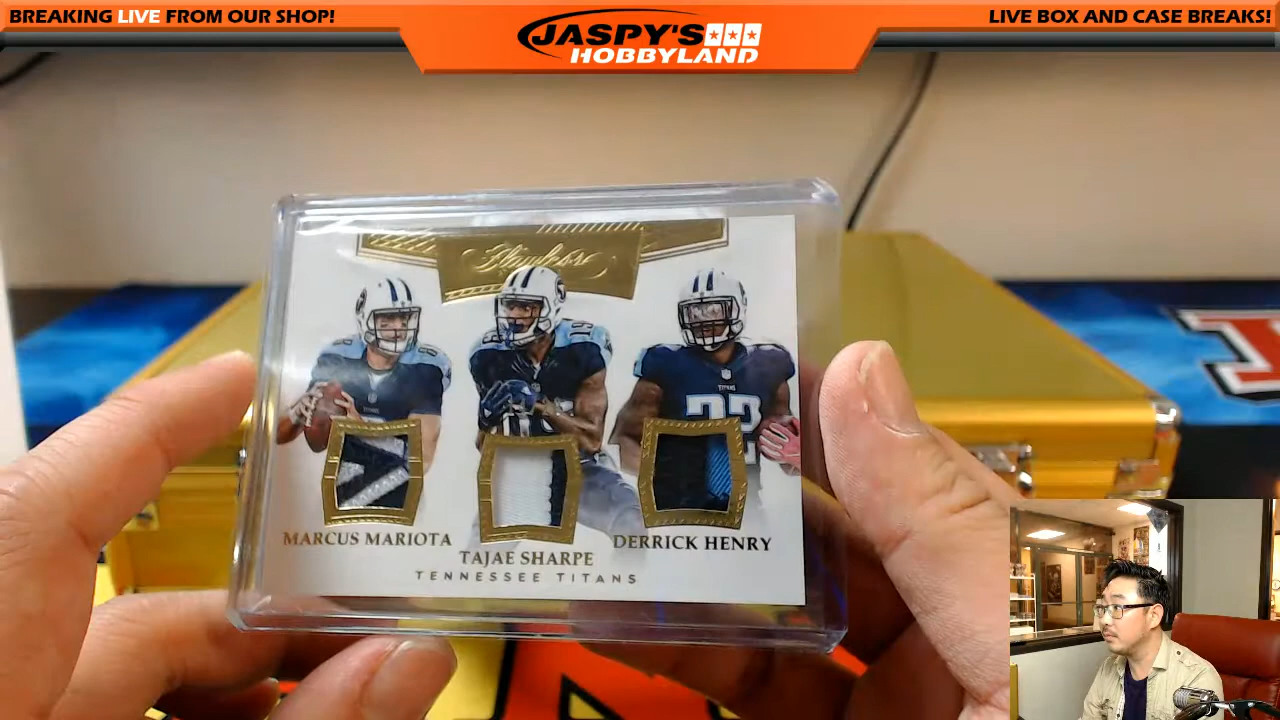 BREAKING LIVE FROM OUR SHOP!
JASPY'S
HOBBYLAND
LIVE BOX AND CASE BREAKS!
Flawless
22
MARCUS MARIOTA
TAJAE SHARPE
DERRICK HENRY
TENNESSEE TITANS